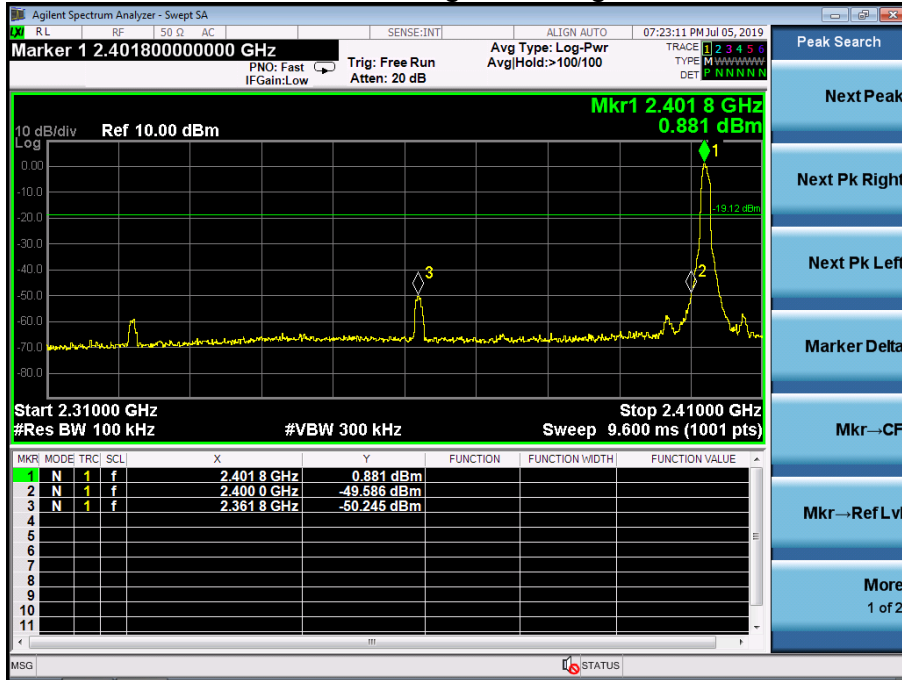 Agilent Spectrum Analyzer - Swept SA
LXI RL RF 50 Ω AC SENSE:INT ALIGN AUTO 07:23:11 PM Jul 05, 2019
Marker 1 2.401800000000 GHz Avg Type: Log-Pwr TRACE 1 2 3 4 5 6
PNO: Fast Trig: Free Run Avg|Hold:>100/100 TYPE M WWWWW
IFGain:Low Atten: 20 dB DET P N N N N N
Peak Search
Next Peak
Next Pk Right
Next Pk Left
Marker Delta
Mkr→CF
Mkr→Ref Lvl
More
1 of 2
Mkr1 2.401 8 GHz
10 dB/div Ref 10.00 dBm 0.881 dBm
Log
1
0.00
-10.0
-19.12 dBm
-20.0
-30.0
-40.0
3
2
-50.0
-60.0
-70.0
-80.0
Start 2.31000 GHz Stop 2.41000 GHz
#Res BW 100 kHz #VBW 300 kHz Sweep 9.600 ms (1001 pts)
MKR MODE TRC SCL X Y FUNCTION FUNCTION WIDTH FUNCTION VALUE
1 N 1 f 2.401 8 GHz 0.881 dBm
2 N 1 f 2.400 0 GHz -49.586 dBm
3 N 1 f 2.361 8 GHz -50.245 dBm
4
5
6
7
8
9
10
11
MSG STATUS